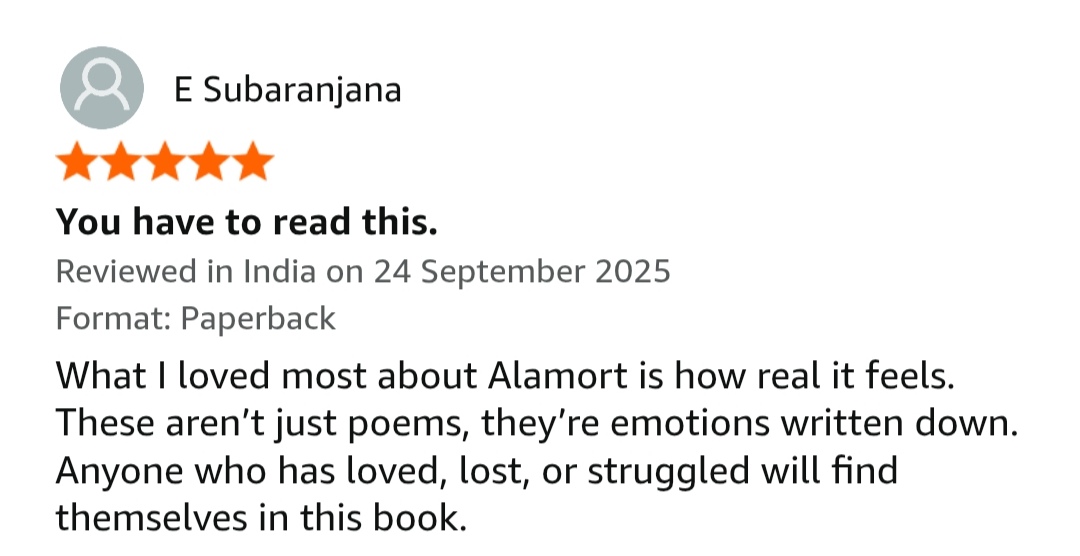 E Subaranjana
You have to read this.
Reviewed in India on 24 September 2025
Format: Paperback
What I loved most about Alamort is how real it feels.
These aren’t just poems, they’re emotions written down.
Anyone who has loved, lost, or struggled will find
themselves in this book.